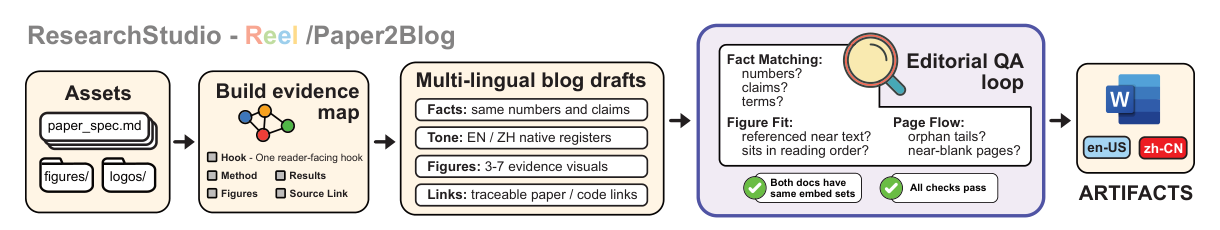 ResearchStudio - Reel /Paper2Blog
Assets
paper_spec.md
figures/
logos/
Build evidence
map
Hook - One reader-facing hook
Method
Results
Figures
Source Link
Multi-lingual blog drafts
Facts: same numbers and claims
Tone: EN / ZH native registers
Figures: 3-7 evidence visuals
Links: traceable paper / code links
Editorial QA
loop
Fact Matching:
numbers?
claims?
terms?
Figure Fit:
referenced near text?
sits in reading order?
Page Flow:
orphan tails?
near-blank pages?
Both docs have
same embed sets
All checks pass
W
en-US
zh-CN
ARTIFACTS